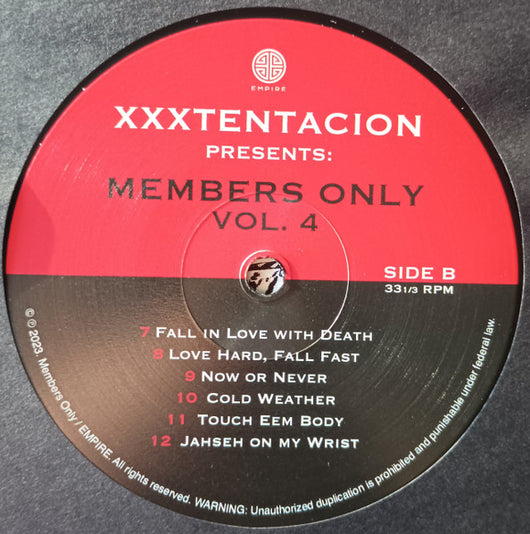 EMPIRE
XXXTENTACION
PRESENTS:
MEMBERS ONLY
VOL. 4
SIDE B
33 1/3 RPM
7 FALL IN LOVE WITH DEATH
8 LOVE HARD, FALL FAST
9 NOW OR NEVER
10 COLD WEATHER
11 TOUCH EEM BODY
12 JAHSEH ON MY WRIST
© ℗ 2023. Members Only / EMPIRE. All rights reserved. WARNING: Unauthorized duplication is prohibited and punishable under federal law.